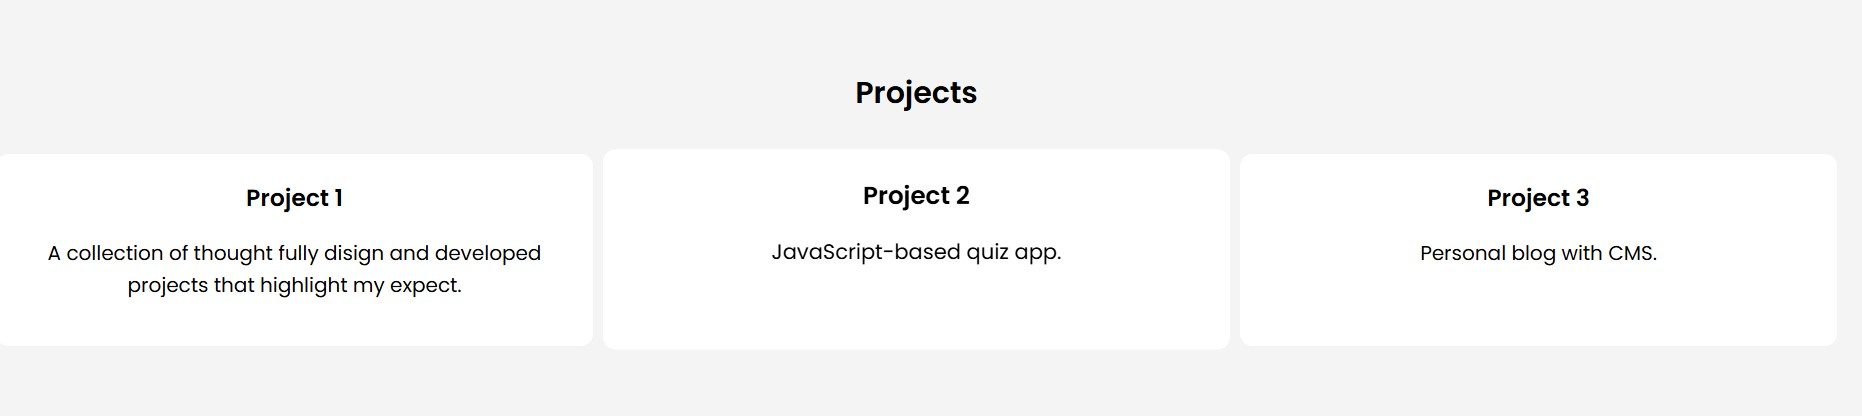 Projects
Project 1
A collection of thought fully disign and developed
projects that highlight my expect.
Project 2
JavaScript-based quiz app.
Project 3
Personal blog with CMS.